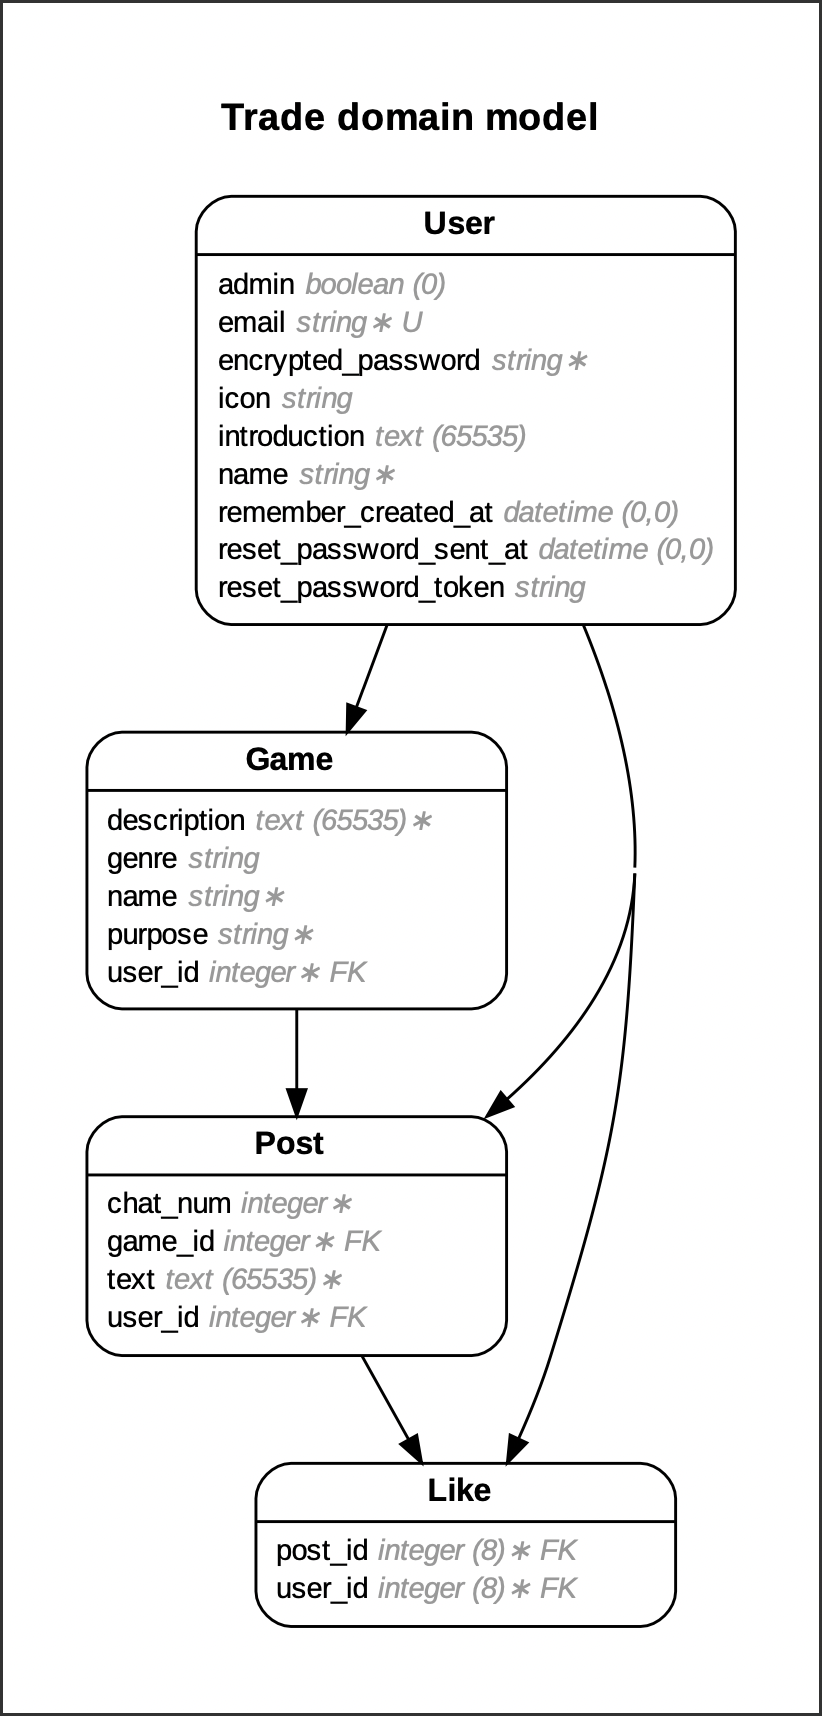 Trade domain model
User
admin boolean (0)
email string∗ U
encrypted_password string∗
icon string
introduction text (65535)
name string∗
remember_created_at datetime (0,0)
reset_password_sent_at datetime (0,0)
reset_password_token string
Game
description text (65535)∗
genre string
name string∗
purpose string∗
user_id integer∗ FK
Post
chat_num integer∗
game_id integer∗ FK
text text (65535)∗
user_id integer∗ FK
Like
post_id integer (8)∗ FK
user_id integer (8)∗ FK